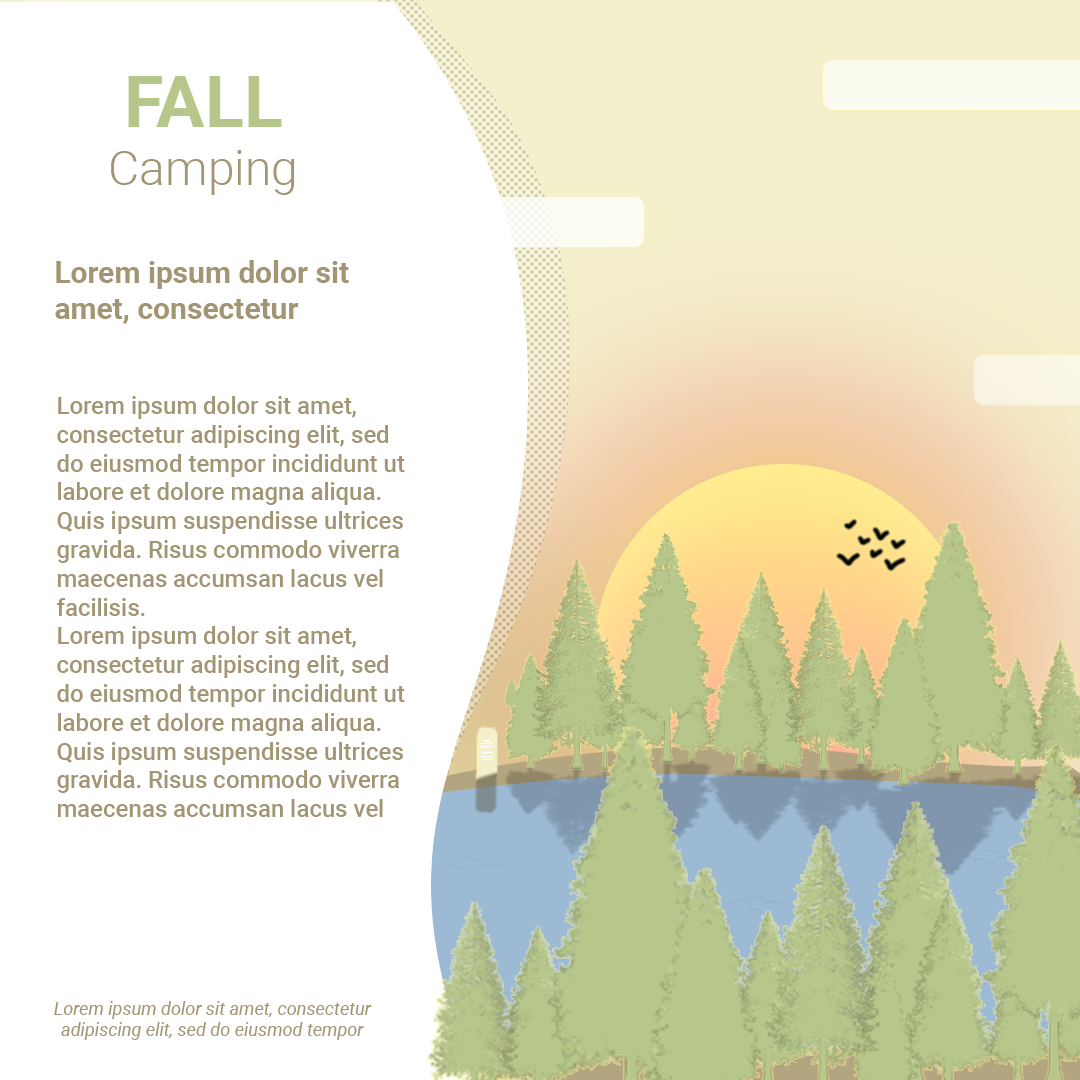 FALL
Camping
Lorem ipsum dolor sit
amet, consectetur
Lorem ipsum dolor sit amet,
consectetur adipiscing elit, sed
do eiusmod tempor incididunt ut
labore et dolore magna aliqua.
Quis ipsum suspendisse ultrices
gravida. Risus commodo viverra
maecenas accumsan lacus vel
facilisis.
Lorem ipsum dolor sit amet,
consectetur adipiscing elit, sed
do eiusmod tempor incididunt ut
labore et dolore magna aliqua.
Quis ipsum suspendisse ultrices
gravida. Risus commodo viverra
maecenas accumsan lacus vel
Lorem ipsum dolor sit amet, consectetur
adipiscing elit, sed do eiusmod tempor